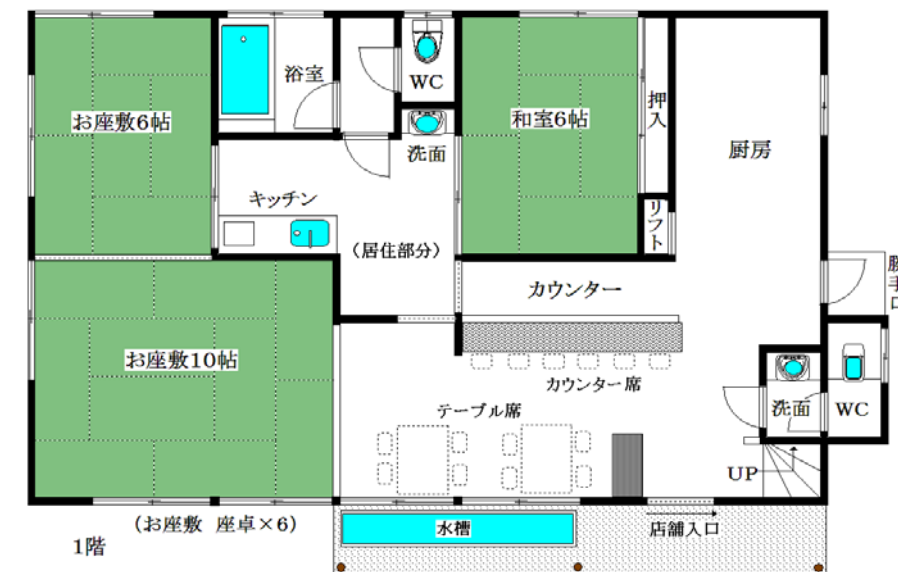 浴室
WC
お座敷6帖
和室6帖
押入
厨房
洗面
キッチン
リフト
(居住部分)
カウンター
勝手口
お座敷10帖
カウンター席
テーブル席
洗面
WC
UP
(お座敷 座卓×6)
水槽
店舗入口
1階